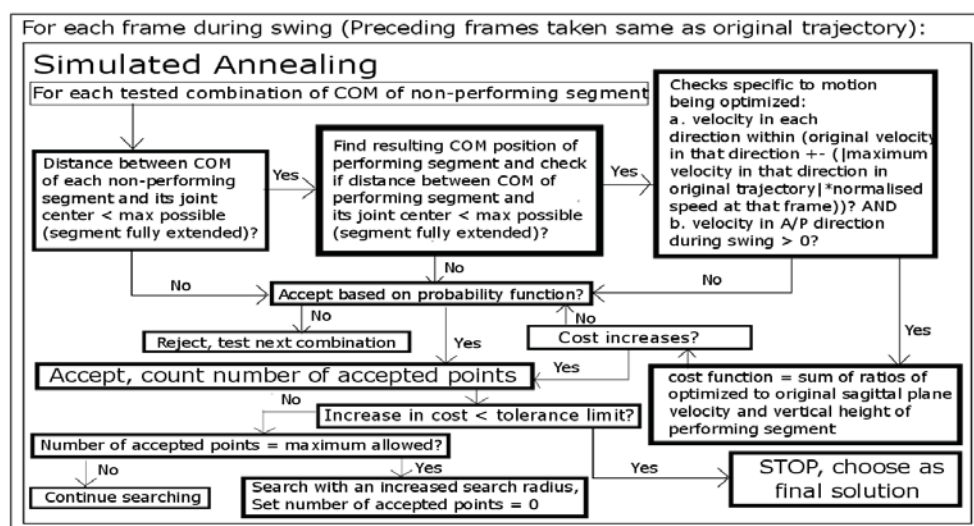 For each frame during swing (Preceding frames taken same as original trajectory):
Simulated Annealing
For each tested combination of COM of non-performing segment
Distance between COM
of each non-performing
segment and its joint
center < max possible
(segment fully extended)?
Yes
Find resulting COM position of
performing segment and check
if distance between COM of
performing segment and
its joint center < max possible
(segment fully extended)?
Yes
Checks specific to motion
being optimized:
a. velocity in each
direction within (original velocity
in that direction +- (|maximum
velocity in that direction in
original trajectory|*normalised
speed at that frame))? AND
b. velocity in A/P direction
during swing > 0?
No
No
No
Accept based on probability function?
No
Reject, test next combination
Yes
No
Cost increases?
Yes
Yes
Accept, count number of accepted points
cost function = sum of ratios of
optimized to original sagittal plane
velocity and vertical height of
performing segment
No
Increase in cost < tolerance limit?
Number of accepted points = maximum allowed?
No
Continue searching
Yes
Search with an increased search radius,
Set number of accepted points = 0
Yes
STOP, choose as
final solution